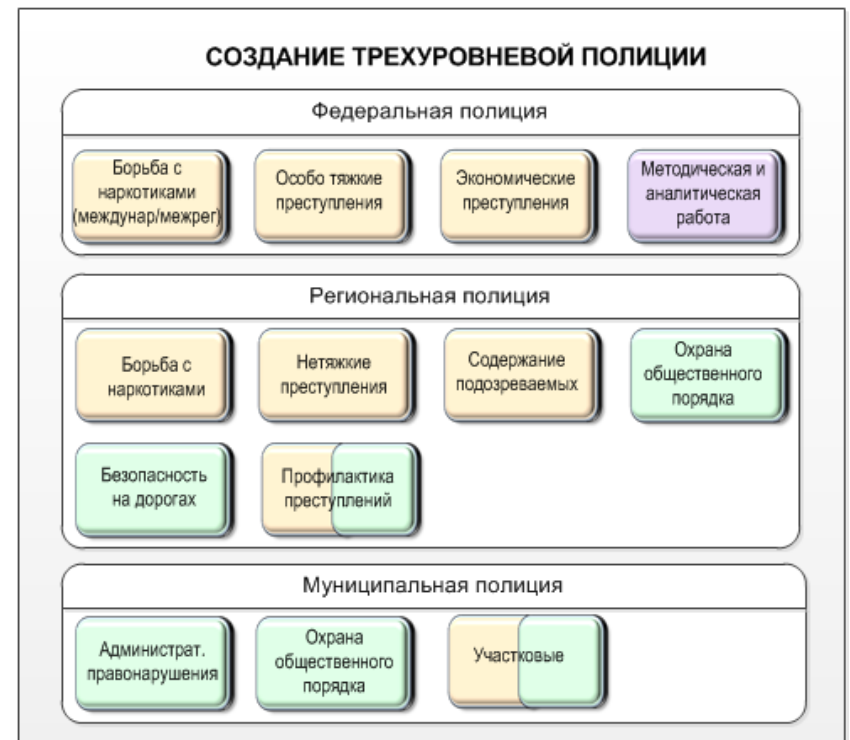 СОЗДАНИЕ ТРЕХУРОВНЕВОЙ ПОЛИЦИИ
Федеральная полиция
Борьба с
наркотиками
(междунар/межрег)
Особо тяжкие
преступления
Экономические
преступления
Методическая и
аналитическая
работа
Региональная полиция
Борьба с
наркотиками
Нетяжкие
преступления
Содержание
подозреваемых
Охрана
общественного
порядка
Безопасность
на дорогах
Профилактика
преступлений
Муниципальная полиция
Администрат.
правонарушения
Охрана
общественного
порядка
Участковые